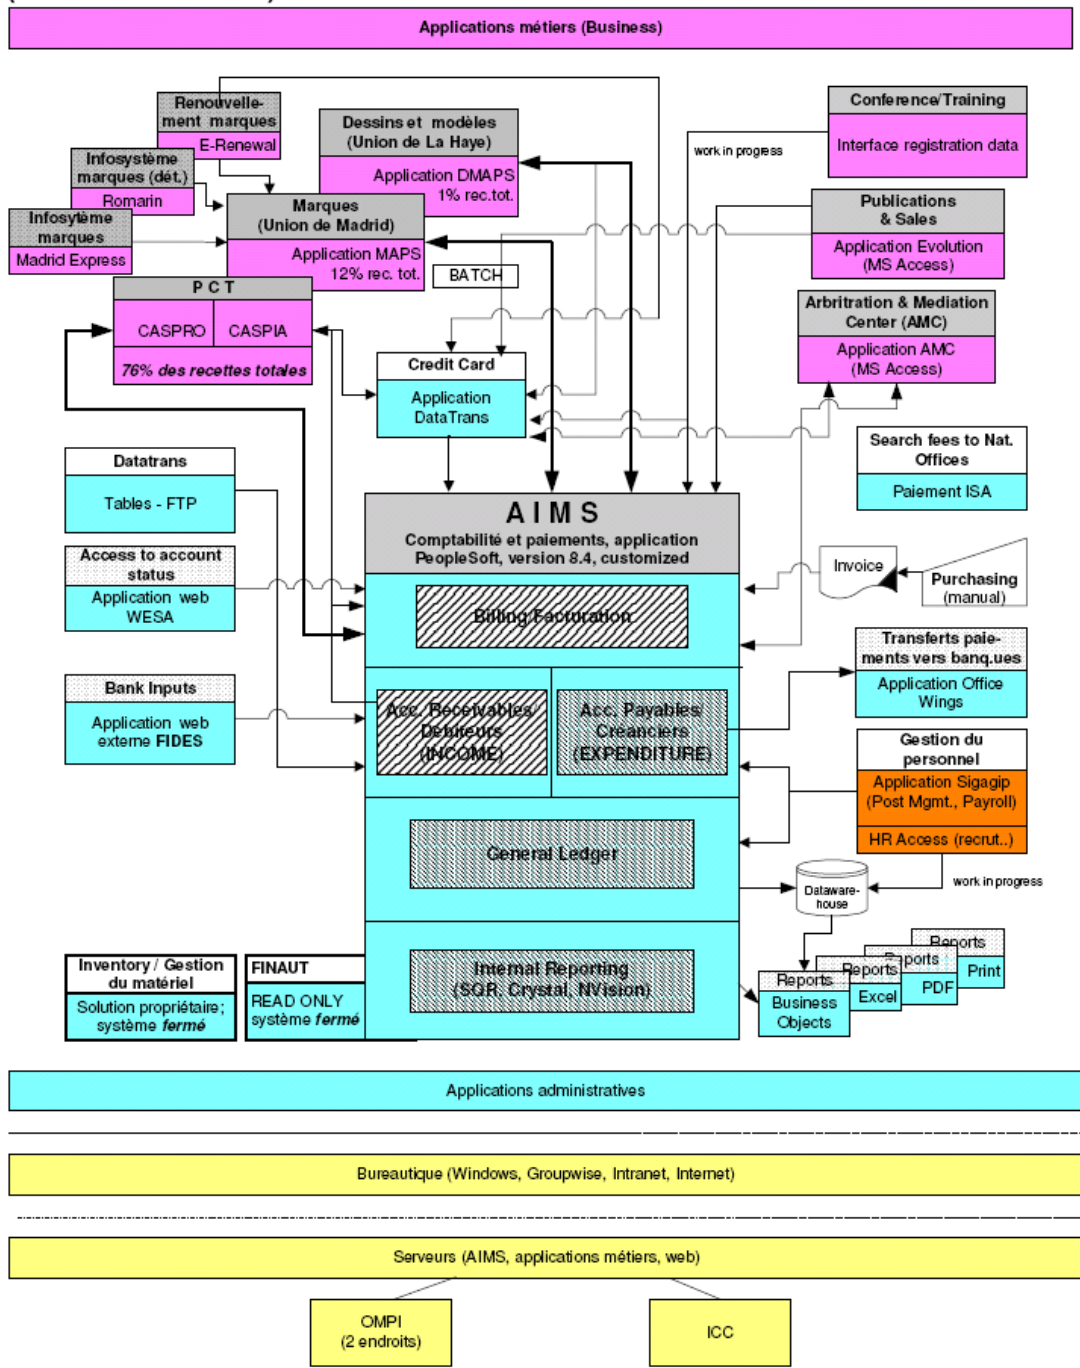 Applications métiers (Business)
Renouvelle-
ment marques
E-Renewal
Infosystème
marques (dét.)
Romarin
Infosytème
marques
Madrid Express
Dessins et modèles
(Union de La Haye)
Application DMAPS
1% rec.tot.
Marques
(Union de Madrid)
Application MAPS
12% rec. tot.
BATCH
P C T
CASPRO
CASPIA
76% des recettes totales
Credit Card
Application
DataTrans
work in progress
Conference/Training
Interface registration data
Publications
& Sales
Application Evolution
(MS Access)
Arbritration & Mediation
Center (AMC)
Application AMC
(MS Access)
Search fees to Nat.
Offices
Paiement ISA
Datatrans
Tables - FTP
Access to account
status
Application web
WESA
Bank Inputs
Application web
externe FIDES
A I M S
Comptabilité et paiements, application
PeopleSoft, version 8.4, customized
Billing/Facturation
Acc. Receivables/
Débiteurs
(INCOME)
Acc. Payables/
Créanciers
(EXPENDITURE)
General Ledger
Internal Reporting
(SQR, Crystal, NVision)
Invoice
Purchasing
(manual)
Transferts paie-
ments vers banq.ues
Application Office
Wings
Gestion du
personnel
Application Sigagip
(Post Mgmt., Payroll)
HR Access (recrut..)
work in progress
Dataware-
house
Reports
Print
Reports
PDF
Reports
Excel
Reports
Business
Objects
Inventory / Gestion
du matériel
Solution propriétaire;
système fermé
FINAUT
READ ONLY
système fermé
Applications administratives
Bureautique (Windows, Groupwise, Intranet, Internet)
Serveurs (AIMS, applications métiers, web)
OMPI
(2 endroits)
ICC